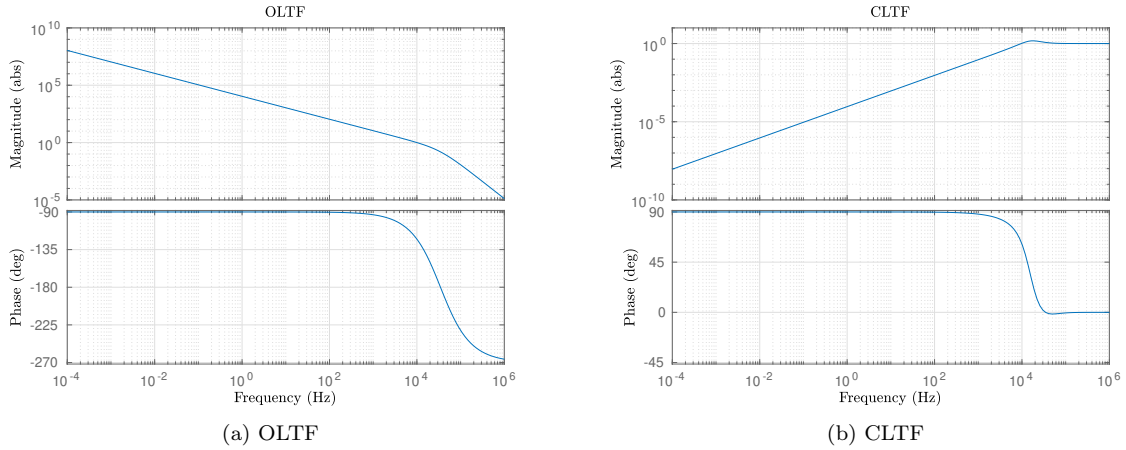 OLTF
10^10
10^5
10^0
10^-5
Magnitude (abs)
-90
-135
-180
-225
-270
Phase (deg)
10^-4 10^-2 10^0 10^2 10^4 10^6
Frequency (Hz)
(a) OLTF
CLTF
10^0
10^-5
10^-10
Magnitude (abs)
90
45
0
-45
Phase (deg)
10^-4 10^-2 10^0 10^2 10^4 10^6
Frequency (Hz)
(b) CLTF